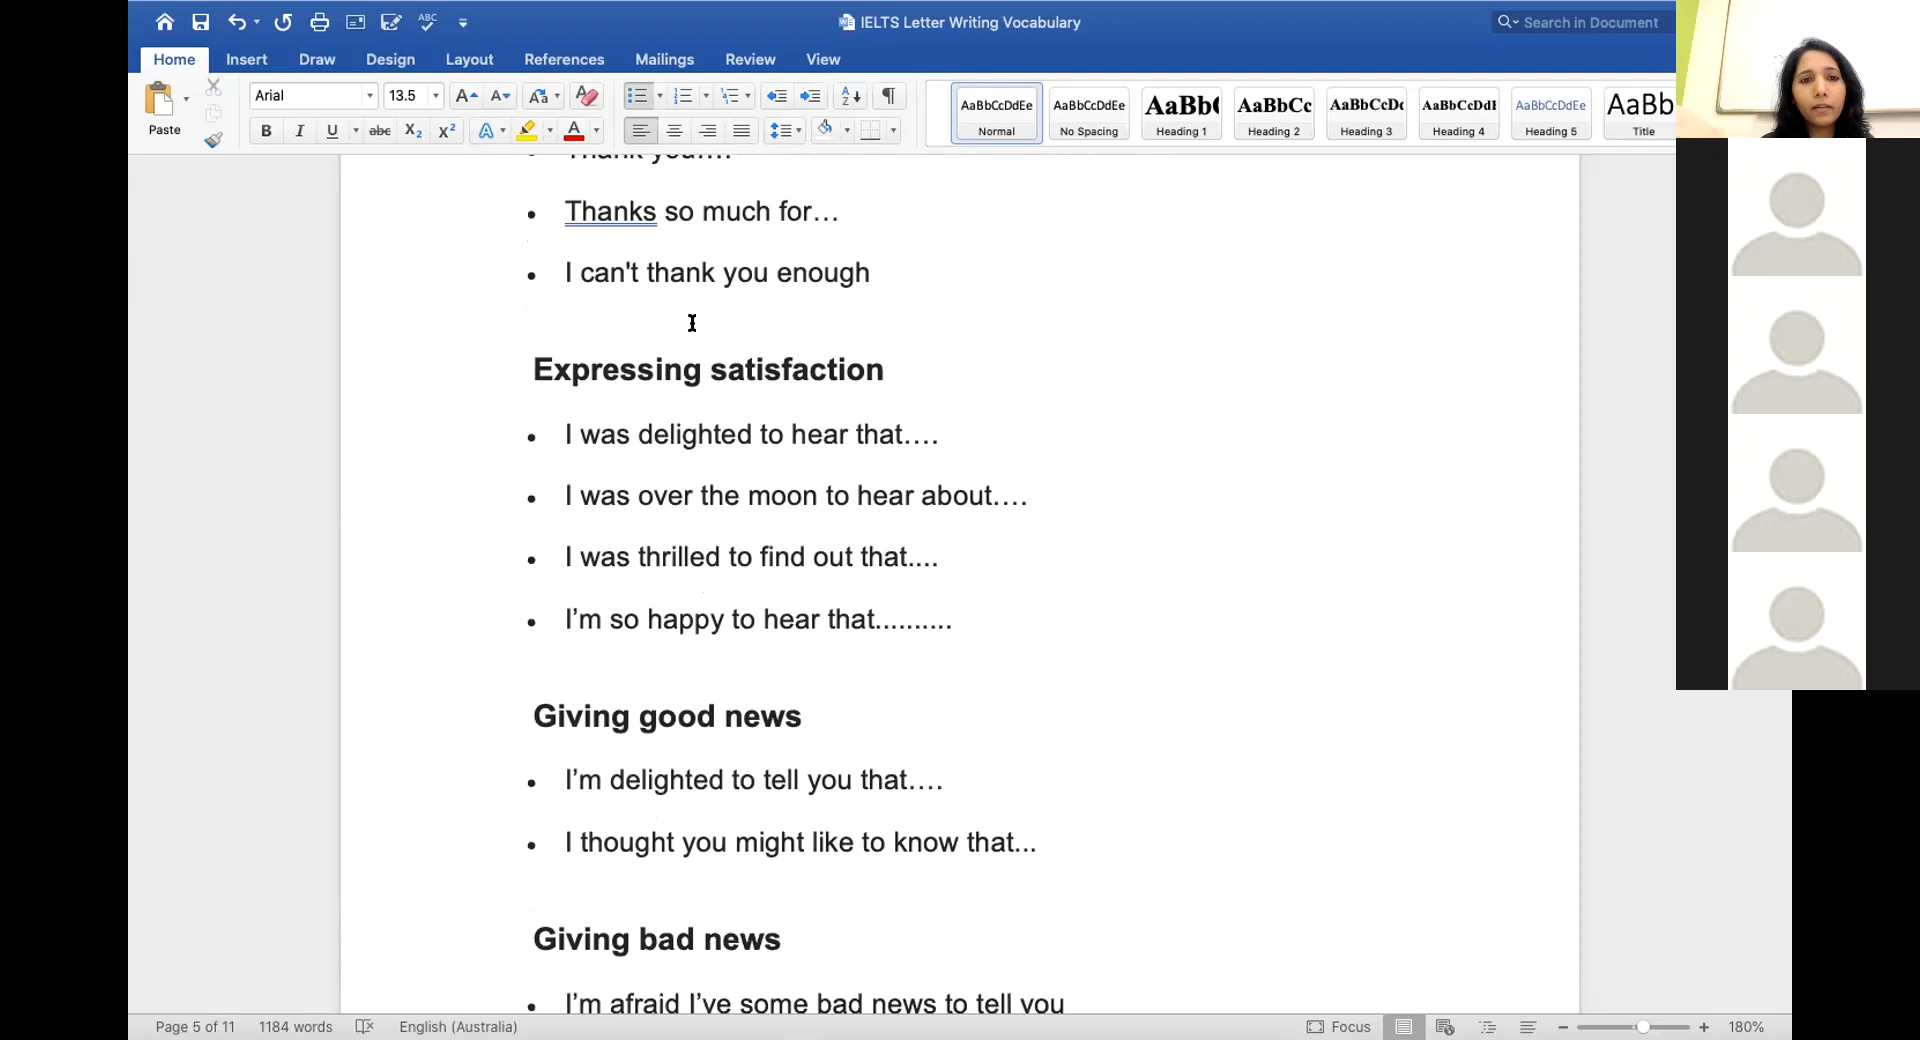 ABC
IELTS Letter Writing Vocabulary
Search in Document
Home Insert Draw Design Layout References Mailings Review View
Paste
Arial 13.5
AaBbCcDdEe AaBbCcDdEe AaBb( AaBbCc AaBbCcDc AaBbCcDdE AaBbCcDdEe AaBb
Normal No Spacing Heading 1 Heading 2 Heading 3 Heading 4 Heading 5 Title
• Thank you....
• Thanks so much for…
• I can't thank you enough
Expressing satisfaction
• I was delighted to hear that….
• I was over the moon to hear about….
• I was thrilled to find out that....
• I’m so happy to hear that..........
Giving good news
• I’m delighted to tell you that….
• I thought you might like to know that...
Giving bad news
• I’m afraid I’ve some bad news to tell you
Page 5 of 11 1184 words English (Australia) Focus 180%